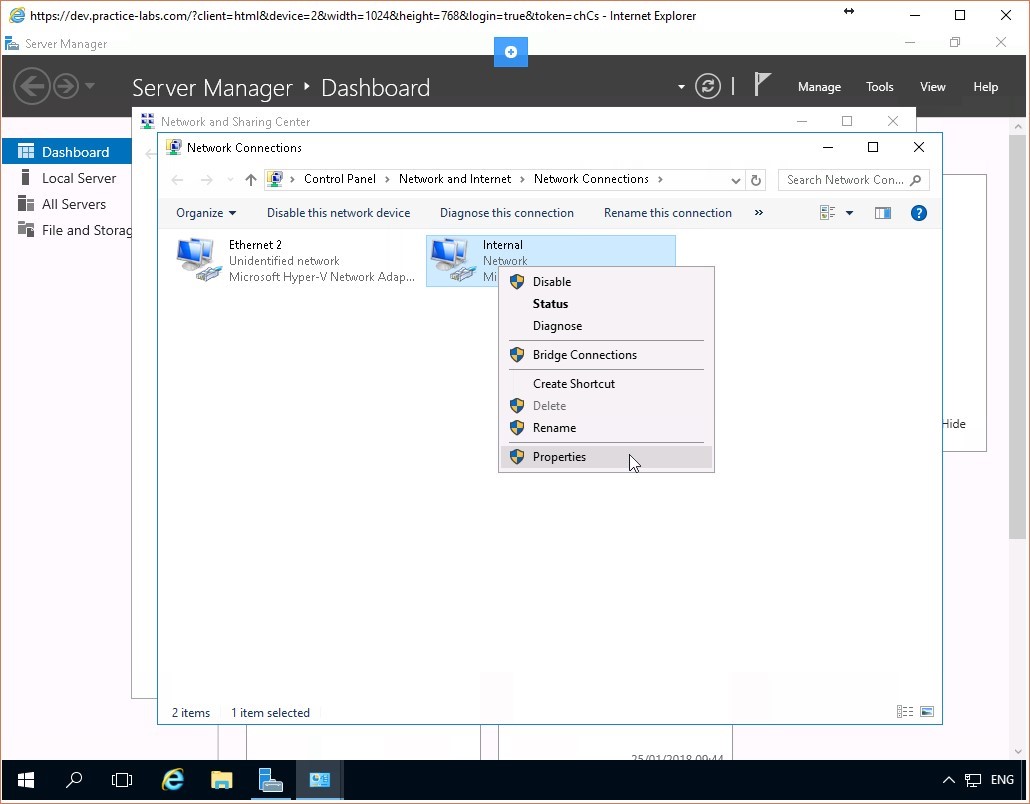 https://dev.practice-labs.com/?client=html&device=2&width=1024&height=768&login=true&token=chCs - Internet Explorer
Server Manager
Server Manager ‣ Dashboard
Manage Tools View Help
Network and Sharing Center
Dashboard
Local Server
All Servers
File and Storag
Network Connections
Control Panel > Network and Internet > Network Connections >
Search Network Con...
Organize Disable this network device Diagnose this connection Rename this connection »
Ethernet 2
Unidentified network
Microsoft Hyper-V Network Adap...
Internal
Network
Mi
Disable
Status
Diagnose
Bridge Connections
Create Shortcut
Delete
Rename
Properties
Hide
2 items 1 item selected
25/01/2018 09:44
ENG